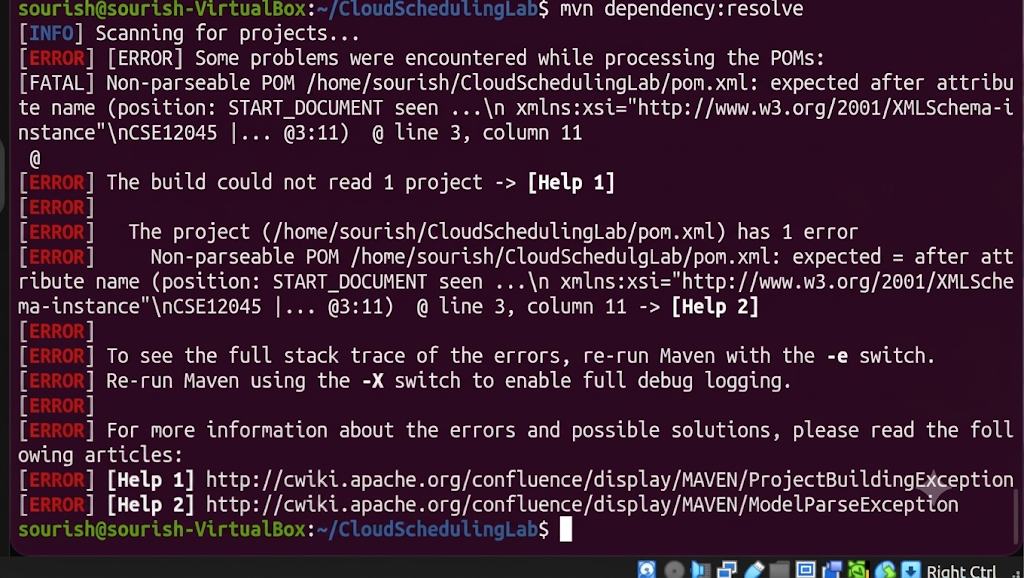 sourish@sourish-VirtualBox:~/CloudSchedulingLab$ mvn dependency:resolve
[INFO] Scanning for projects...
[ERROR] [ERROR] Some problems were encountered while processing the POMs:
[FATAL] Non-parseable POM /home/sourish/CloudSchedulingLab/pom.xml: expected after attribu
te name (position: START_DOCUMENT seen ...\n xmlns:xsi="http://www.w3.org/2001/XMLSchema-i
nstance"\nCSE12045 |... @3:11)  @ line 3, column 11
 @
[ERROR] The build could not read 1 project -> [Help 1]
[ERROR]
[ERROR]   The project (/home/sourish/CloudSchedulingLab/pom.xml) has 1 error
[ERROR]     Non-parseable POM /home/sourish/CloudSchedulgLab/pom.xml: expected = after att
ribute name (position: START_DOCUMENT seen ...\n xmlns:xsi="http://www.w3.org/2001/XMLSche
ma-instance"\nCSE12045 |... @3:11)  @ line 3, column 11 -> [Help 2]
[ERROR]
[ERROR] To see the full stack trace of the errors, re-run Maven with the -e switch.
[ERROR] Re-run Maven using the -X switch to enable full debug logging.
[ERROR]
[ERROR] For more information about the errors and possible solutions, please read the foll
owing articles:
[ERROR] [Help 1] http://cwiki.apache.org/confluence/display/MAVEN/ProjectBuildingException
[ERROR] [Help 2] http://cwiki.apache.org/confluence/display/MAVEN/ModelParseException
sourish@sourish-VirtualBox:~/CloudSchedulingLab$
Right Ctrl